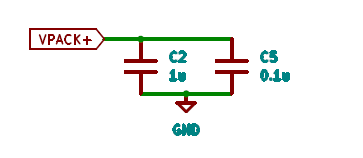 VPACK+
C2
1u
C5
0.1u
GND